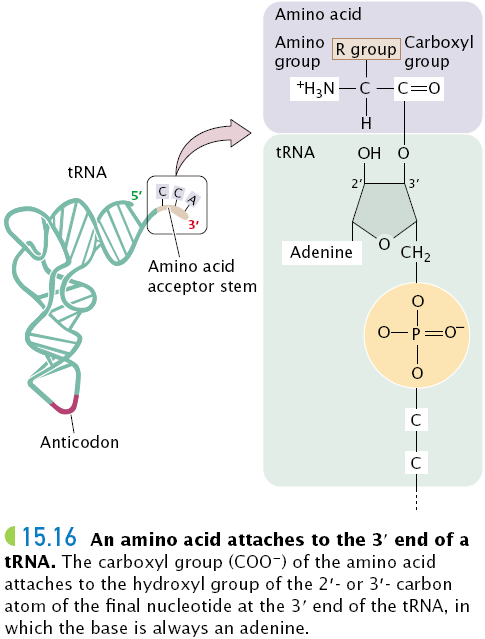 Amino acid
Amino R group Carboxyl
group group
⁺H₃N C C=O
H
tRNA
OH O
2′ 3′
Adenine O CH₂
O
O P O⁻
O
C
C
tRNA
5′
C C A
3′
Amino acid
acceptor stem
Anticodon
15.16 An amino acid attaches to the 3′ end of a
tRNA. The carboxyl group (COO⁻) of the amino acid
attaches to the hydroxyl group of the 2′- or 3′- carbon
atom of the final nucleotide at the 3′ end of the tRNA, in
which the base is always an adenine.